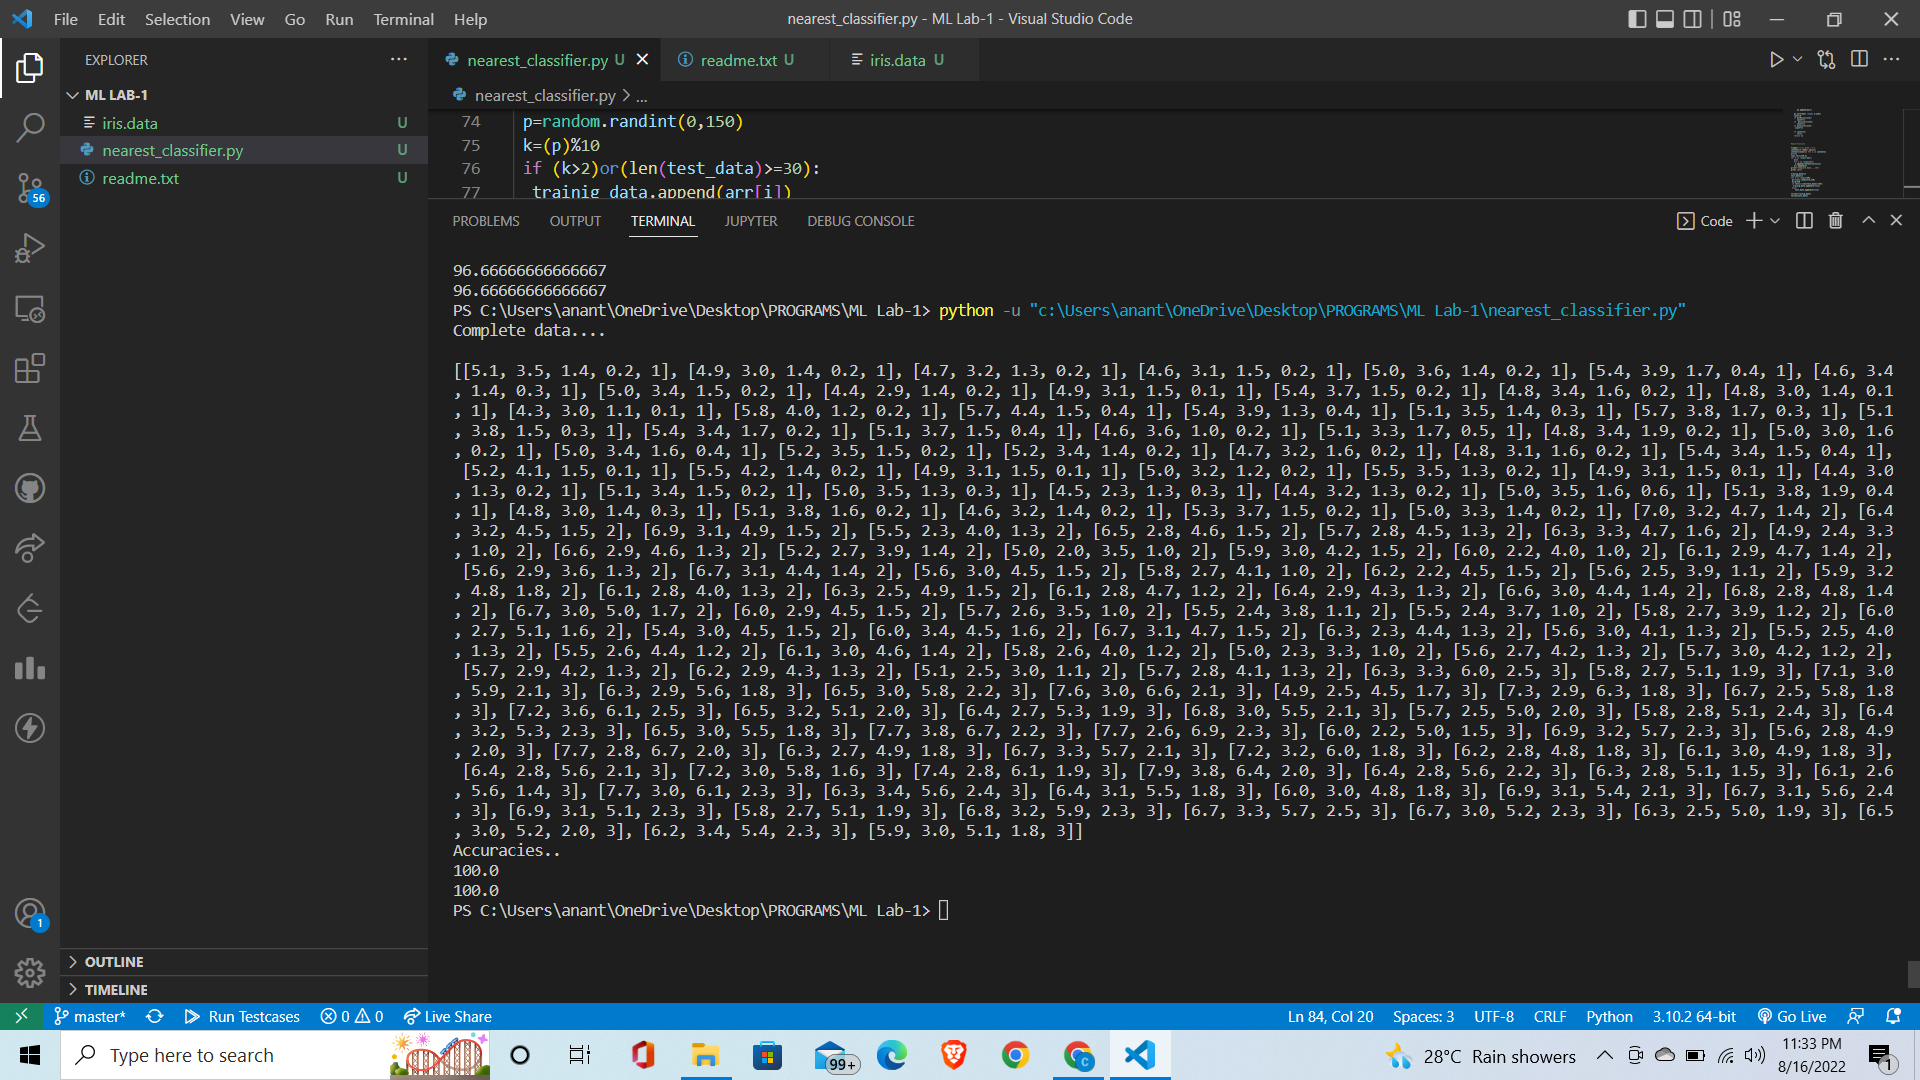 File Edit Selection View Go Run Terminal Help
nearest_classifier.py - ML Lab-1 - Visual Studio Code
EXPLORER
ML LAB-1
iris.data U
nearest_classifier.py U
readme.txt U
nearest_classifier.py U
readme.txt U
iris.data U
nearest_classifier.py > ...
74 p=random.randint(0,150)
75 k=(p)%10
76 if (k>2)or(len(test_data)>=30):
77 trainig_data.append(arr[i])
PROBLEMS OUTPUT TERMINAL JUPYTER DEBUG CONSOLE
Code
96.66666666666667
96.66666666666667
PS C:\Users\anant\OneDrive\Desktop\PROGRAMS\ML Lab-1> python -u "c:\Users\anant\OneDrive\Desktop\PROGRAMS\ML Lab-1\nearest_classifier.py"
Complete data....
[[5.1, 3.5, 1.4, 0.2, 1], [4.9, 3.0, 1.4, 0.2, 1], [4.7, 3.2, 1.3, 0.2, 1], [4.6, 3.1, 1.5, 0.2, 1], [5.0, 3.6, 1.4, 0.2, 1], [5.4, 3.9, 1.7, 0.4, 1], [4.6, 3.4
, 1.4, 0.3, 1], [5.0, 3.4, 1.5, 0.2, 1], [4.4, 2.9, 1.4, 0.2, 1], [4.9, 3.1, 1.5, 0.1, 1], [5.4, 3.7, 1.5, 0.2, 1], [4.8, 3.4, 1.6, 0.2, 1], [4.8, 3.0, 1.4, 0.1
, 1], [4.3, 3.0, 1.1, 0.1, 1], [5.8, 4.0, 1.2, 0.2, 1], [5.7, 4.4, 1.5, 0.4, 1], [5.4, 3.9, 1.3, 0.4, 1], [5.1, 3.5, 1.4, 0.3, 1], [5.7, 3.8, 1.7, 0.3, 1], [5.1
, 3.8, 1.5, 0.3, 1], [5.4, 3.4, 1.7, 0.2, 1], [5.1, 3.7, 1.5, 0.4, 1], [4.6, 3.6, 1.0, 0.2, 1], [5.1, 3.3, 1.7, 0.5, 1], [4.8, 3.4, 1.9, 0.2, 1], [5.0, 3.0, 1.6
, 0.2, 1], [5.0, 3.4, 1.6, 0.4, 1], [5.2, 3.5, 1.5, 0.2, 1], [5.2, 3.4, 1.4, 0.2, 1], [4.7, 3.2, 1.6, 0.2, 1], [4.8, 3.1, 1.6, 0.2, 1], [5.4, 3.4, 1.5, 0.4, 1],
[5.2, 4.1, 1.5, 0.1, 1], [5.5, 4.2, 1.4, 0.2, 1], [4.9, 3.1, 1.5, 0.1, 1], [5.0, 3.2, 1.2, 0.2, 1], [5.5, 3.5, 1.3, 0.2, 1], [4.9, 3.1, 1.5, 0.1, 1], [4.4, 3.0
, 1.3, 0.2, 1], [5.1, 3.4, 1.5, 0.2, 1], [5.0, 3.5, 1.3, 0.3, 1], [4.5, 2.3, 1.3, 0.3, 1], [4.4, 3.2, 1.3, 0.2, 1], [5.0, 3.5, 1.6, 0.6, 1], [5.1, 3.8, 1.9, 0.4
, 1], [4.8, 3.0, 1.4, 0.3, 1], [5.1, 3.8, 1.6, 0.2, 1], [4.6, 3.2, 1.4, 0.2, 1], [5.3, 3.7, 1.5, 0.2, 1], [5.0, 3.3, 1.4, 0.2, 1], [7.0, 3.2, 4.7, 1.4, 2], [6.4
, 3.2, 4.5, 1.5, 2], [6.9, 3.1, 4.9, 1.5, 2], [5.5, 2.3, 4.0, 1.3, 2], [6.5, 2.8, 4.6, 1.5, 2], [5.7, 2.8, 4.5, 1.3, 2], [6.3, 3.3, 4.7, 1.6, 2], [4.9, 2.4, 3.3
, 1.0, 2], [6.6, 2.9, 4.6, 1.3, 2], [5.2, 2.7, 3.9, 1.4, 2], [5.0, 2.0, 3.5, 1.0, 2], [5.9, 3.0, 4.2, 1.5, 2], [6.0, 2.2, 4.0, 1.0, 2], [6.1, 2.9, 4.7, 1.4, 2],
[5.6, 2.9, 3.6, 1.3, 2], [6.7, 3.1, 4.4, 1.4, 2], [5.6, 3.0, 4.5, 1.5, 2], [5.8, 2.7, 4.1, 1.0, 2], [6.2, 2.2, 4.5, 1.5, 2], [5.6, 2.5, 3.9, 1.1, 2], [5.9, 3.2
, 4.8, 1.8, 2], [6.1, 2.8, 4.0, 1.3, 2], [6.3, 2.5, 4.9, 1.5, 2], [6.1, 2.8, 4.7, 1.2, 2], [6.4, 2.9, 4.3, 1.3, 2], [6.6, 3.0, 4.4, 1.4, 2], [6.8, 2.8, 4.8, 1.4
, 2], [6.7, 3.0, 5.0, 1.7, 2], [6.0, 2.9, 4.5, 1.5, 2], [5.7, 2.6, 3.5, 1.0, 2], [5.5, 2.4, 3.8, 1.1, 2], [5.5, 2.4, 3.7, 1.0, 2], [5.8, 2.7, 3.9, 1.2, 2], [6.0
, 2.7, 5.1, 1.6, 2], [5.4, 3.0, 4.5, 1.5, 2], [6.0, 3.4, 4.5, 1.6, 2], [6.7, 3.1, 4.7, 1.5, 2], [6.3, 2.3, 4.4, 1.3, 2], [5.6, 3.0, 4.1, 1.3, 2], [5.5, 2.5, 4.0
, 1.3, 2], [5.5, 2.6, 4.4, 1.2, 2], [6.1, 3.0, 4.6, 1.4, 2], [5.8, 2.6, 4.0, 1.2, 2], [5.0, 2.3, 3.3, 1.0, 2], [5.6, 2.7, 4.2, 1.3, 2], [5.7, 3.0, 4.2, 1.2, 2],
[5.7, 2.9, 4.2, 1.3, 2], [6.2, 2.9, 4.3, 1.3, 2], [5.1, 2.5, 3.0, 1.1, 2], [5.7, 2.8, 4.1, 1.3, 2], [6.3, 3.3, 6.0, 2.5, 3], [5.8, 2.7, 5.1, 1.9, 3], [7.1, 3.0
, 5.9, 2.1, 3], [6.3, 2.9, 5.6, 1.8, 3], [6.5, 3.0, 5.8, 2.2, 3], [7.6, 3.0, 6.6, 2.1, 3], [4.9, 2.5, 4.5, 1.7, 3], [7.3, 2.9, 6.3, 1.8, 3], [6.7, 2.5, 5.8, 1.8
, 3], [7.2, 3.6, 6.1, 2.5, 3], [6.5, 3.2, 5.1, 2.0, 3], [6.4, 2.7, 5.3, 1.9, 3], [6.8, 3.0, 5.5, 2.1, 3], [5.7, 2.5, 5.0, 2.0, 3], [5.8, 2.8, 5.1, 2.4, 3], [6.4
, 3.2, 5.3, 2.3, 3], [6.5, 3.0, 5.5, 1.8, 3], [7.7, 3.8, 6.7, 2.2, 3], [7.7, 2.6, 6.9, 2.3, 3], [6.0, 2.2, 5.0, 1.5, 3], [6.9, 3.2, 5.7, 2.3, 3], [5.6, 2.8, 4.9
, 2.0, 3], [7.7, 2.8, 6.7, 2.0, 3], [6.3, 2.7, 4.9, 1.8, 3], [6.7, 3.3, 5.7, 2.1, 3], [7.2, 3.2, 6.0, 1.8, 3], [6.2, 2.8, 4.8, 1.8, 3], [6.1, 3.0, 4.9, 1.8, 3],
[6.4, 2.8, 5.6, 2.1, 3], [7.2, 3.0, 5.8, 1.6, 3], [7.4, 2.8, 6.1, 1.9, 3], [7.9, 3.8, 6.4, 2.0, 3], [6.4, 2.8, 5.6, 2.2, 3], [6.3, 2.8, 5.1, 1.5, 3], [6.1, 2.6
, 5.6, 1.4, 3], [7.7, 3.0, 6.1, 2.3, 3], [6.3, 3.4, 5.6, 2.4, 3], [6.4, 3.1, 5.5, 1.8, 3], [6.0, 3.0, 4.8, 1.8, 3], [6.9, 3.1, 5.4, 2.1, 3], [6.7, 3.1, 5.6, 2.4
, 3], [6.9, 3.1, 5.1, 2.3, 3], [5.8, 2.7, 5.1, 1.9, 3], [6.8, 3.2, 5.9, 2.3, 3], [6.7, 3.3, 5.7, 2.5, 3], [6.7, 3.0, 5.2, 2.3, 3], [6.3, 2.5, 5.0, 1.9, 3], [6.5
, 3.0, 5.2, 2.0, 3], [6.2, 3.4, 5.4, 2.3, 3], [5.9, 3.0, 5.1, 1.8, 3]]
Accuracies..
100.0
100.0
PS C:\Users\anant\OneDrive\Desktop\PROGRAMS\ML Lab-1>
56
1
OUTLINE
TIMELINE
master* Run Testcases 0 0 Live Share
Ln 84, Col 20 Spaces: 3 UTF-8 CRLF Python 3.10.2 64-bit Go Live
Type here to search
99+
28°C Rain showers
11:33 PM
8/16/2022
1